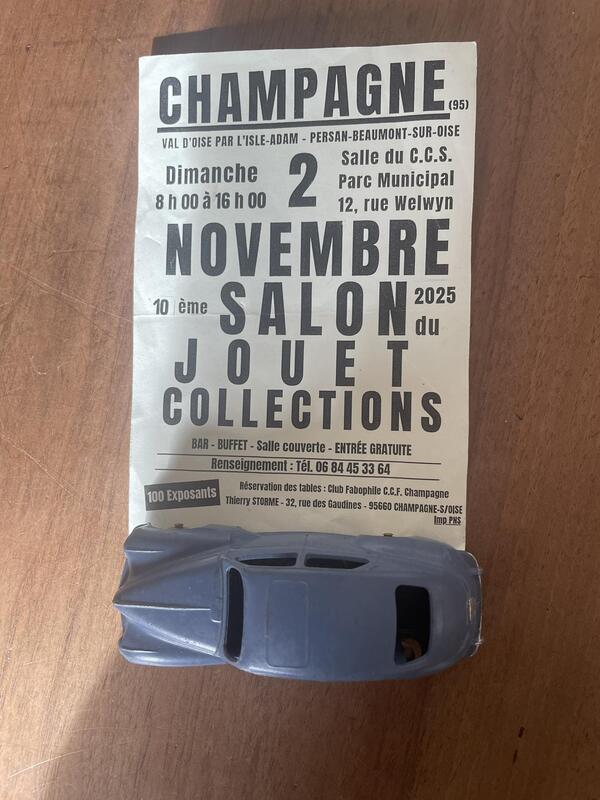 CHAMPAGNE (95)
VAL D'OISE PAR L'ISLE-ADAM - PERSAN-BEAUMONT-SUR-OISE
Dimanche
8 h 00 à 16 h 00
2
Salle du C.C.S.
Parc Municipal
12, rue Welwyn
NOVEMBRE
10 ème SALON 2025
du
JOUET
COLLECTIONS
BAR - BUFFET - Salle couverte - ENTRÉE GRATUITE
Renseignement : Tél. 06 84 45 33 64
100 Exposants
Réservation des tables : Club Fabophile C.C.F. Champagne
Thierry STORME - 32, rue des Gaudines - 95660 CHAMPAGNE-S/OISE
Imp PNS